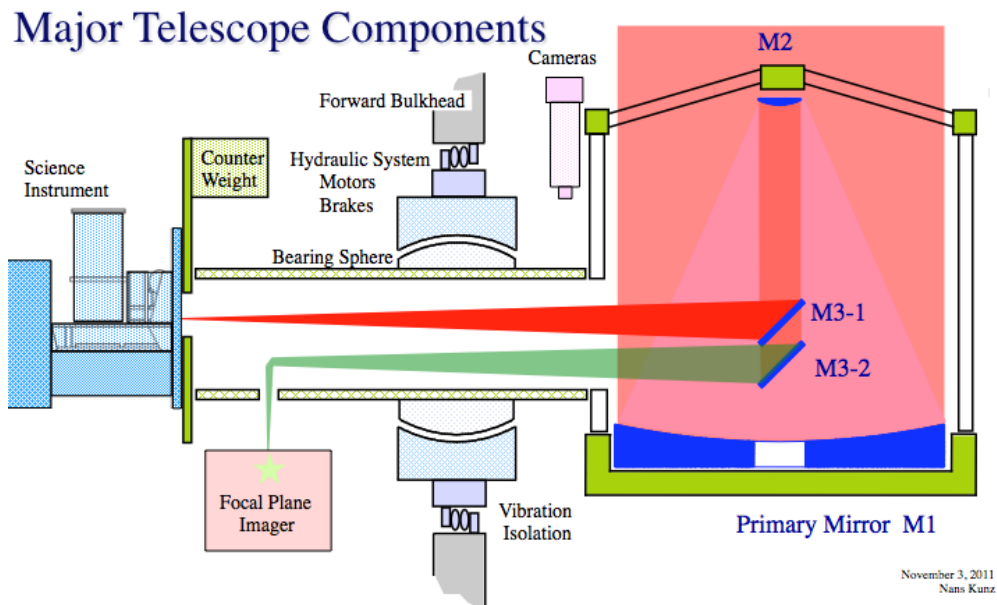 Major Telescope Components
M2
Cameras
Forward Bulkhead
Science
Instrument
Counter
Weight
Hydraulic System
Motors
Brakes
Bearing Sphere
M3-1
M3-2
Focal Plane
Imager
Vibration
Isolation
Primary Mirror M1
November 3, 2011
Nans Kunz